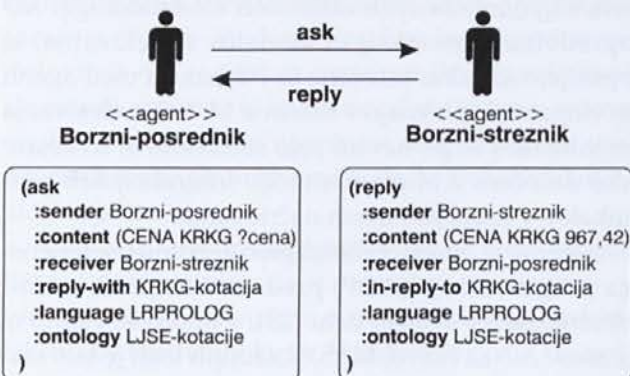 ask
reply
<<agent>>
Borzni-posrednik
<<agent>>
Borzni-streznik
(ask
:sender Borzni-posrednik
:content (CENA KRKG ?cena)
:receiver Borzni-streznik
:reply-with KRKG-kotacija
:language LRPROLOG
:ontology LJSE-kotacije
)
(reply
:sender Borzni-streznik
:content (CENA KRKG 967,42)
:receiver Borzni-posrednik
:in-reply-to KRKG-kotacija
:language LRPROLOG
:ontology LJSE-kotacije
)